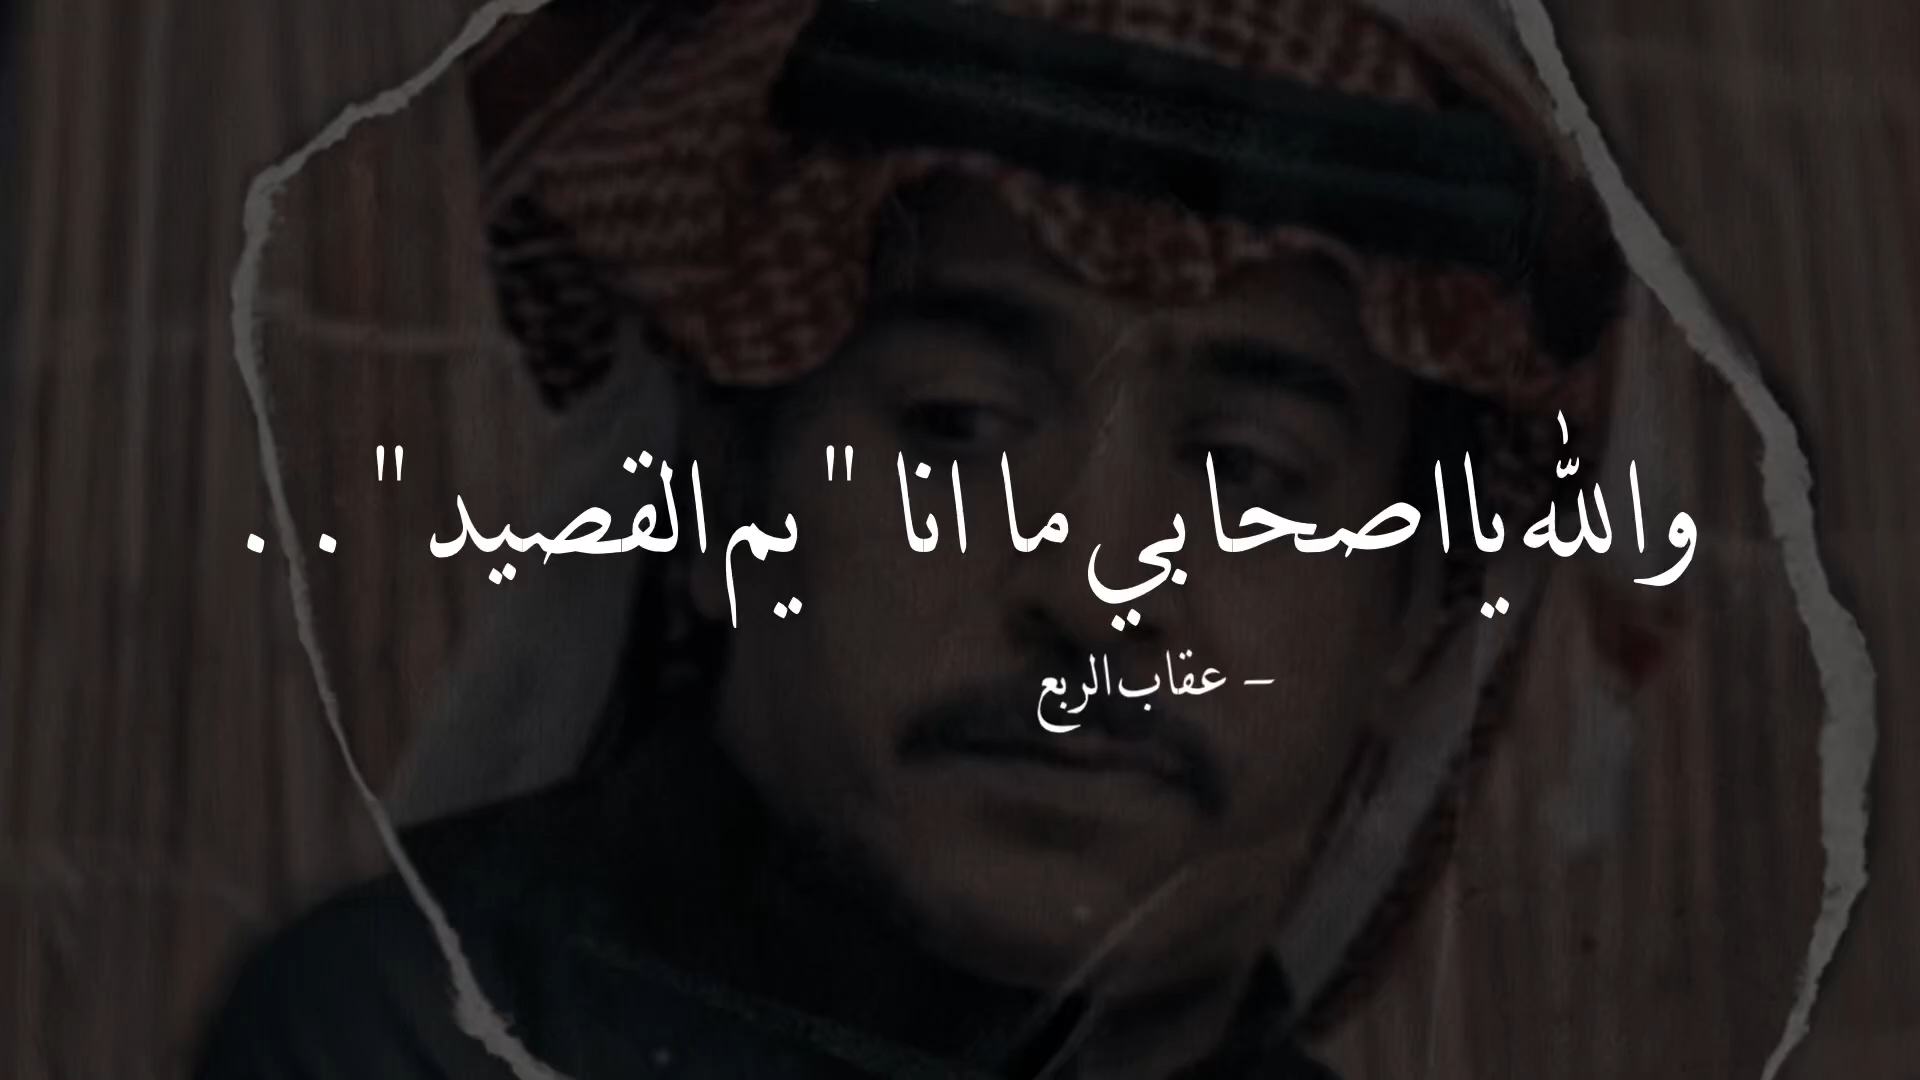 والله يا اصحابي ما انا " يم القصيد " . .
– عقاب الربع